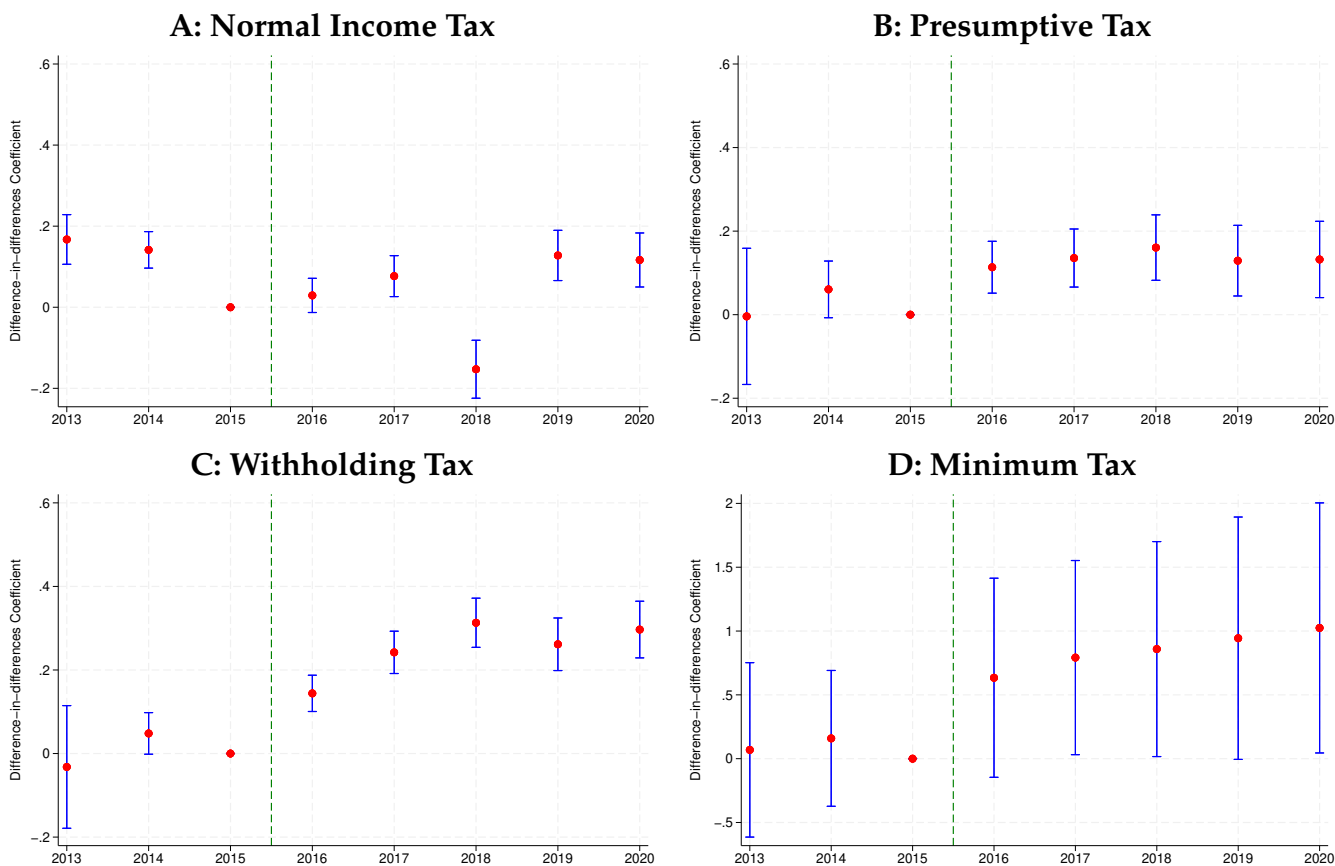 A: Normal Income Tax
Difference-in-differences Coefficient
.6
.4
.2
0
-.2
2013 2014 2015 2016 2017 2018 2019 2020
B: Presumptive Tax
Difference-in-differences Coefficient
.6
.4
.2
0
-.2
2013 2014 2015 2016 2017 2018 2019 2020
C: Withholding Tax
Difference-in-differences Coefficient
.6
.4
.2
0
-.2
2013 2014 2015 2016 2017 2018 2019 2020
D: Minimum Tax
Difference-in-differences Coefficient
2
1.5
1
.5
0
-.5
2013 2014 2015 2016 2017 2018 2019 2020